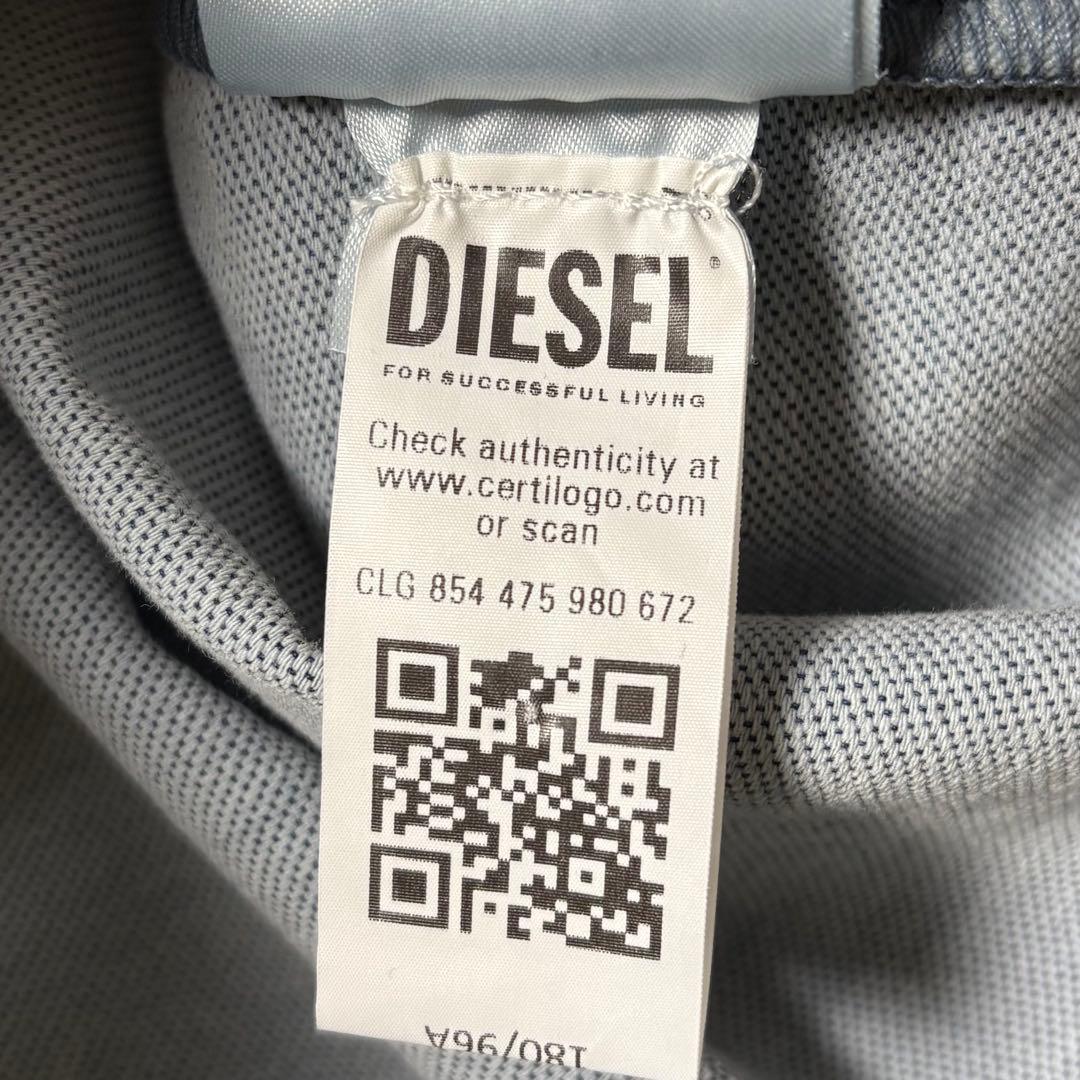 DIESEL®
FOR SUCCESSFUL LIVING
Check authenticity at
www.certilogo.com
or scan
CLG 854 475 980 672
180/96A